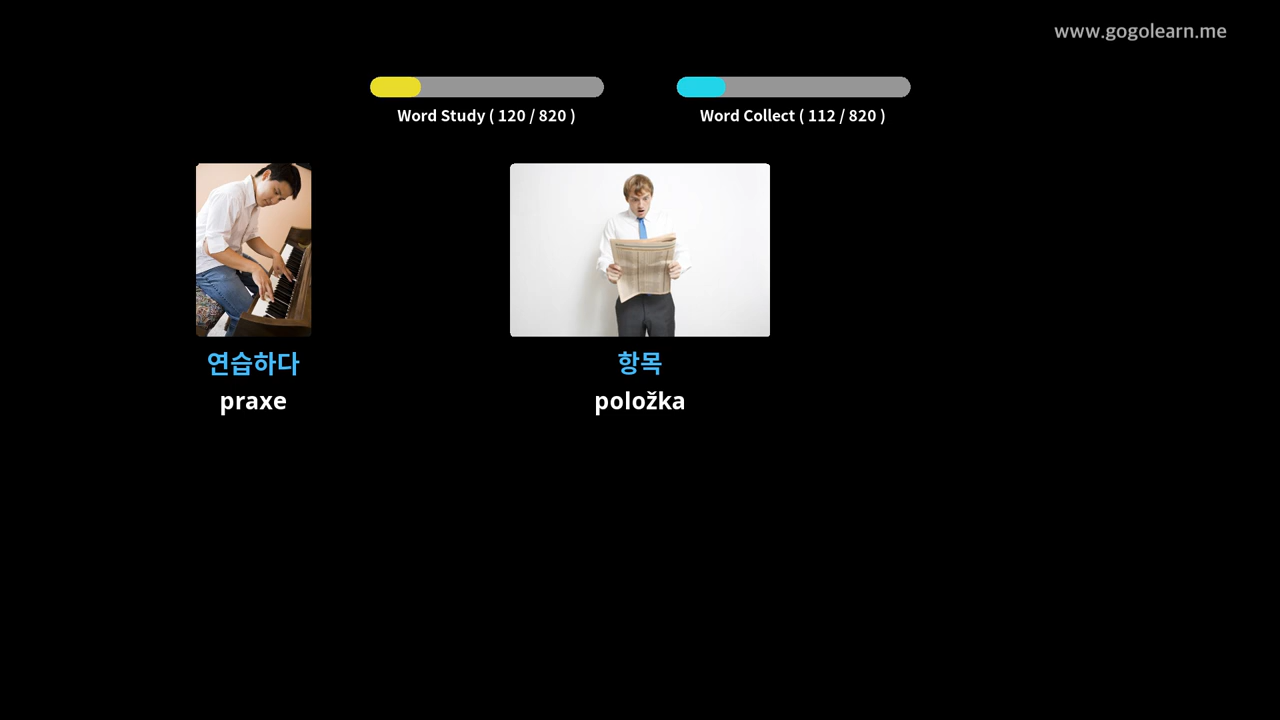 www.gogolearn.me
Word Study ( 120 / 820 )
Word Collect ( 112 / 820 )
연습하다
praxe
항목
položka